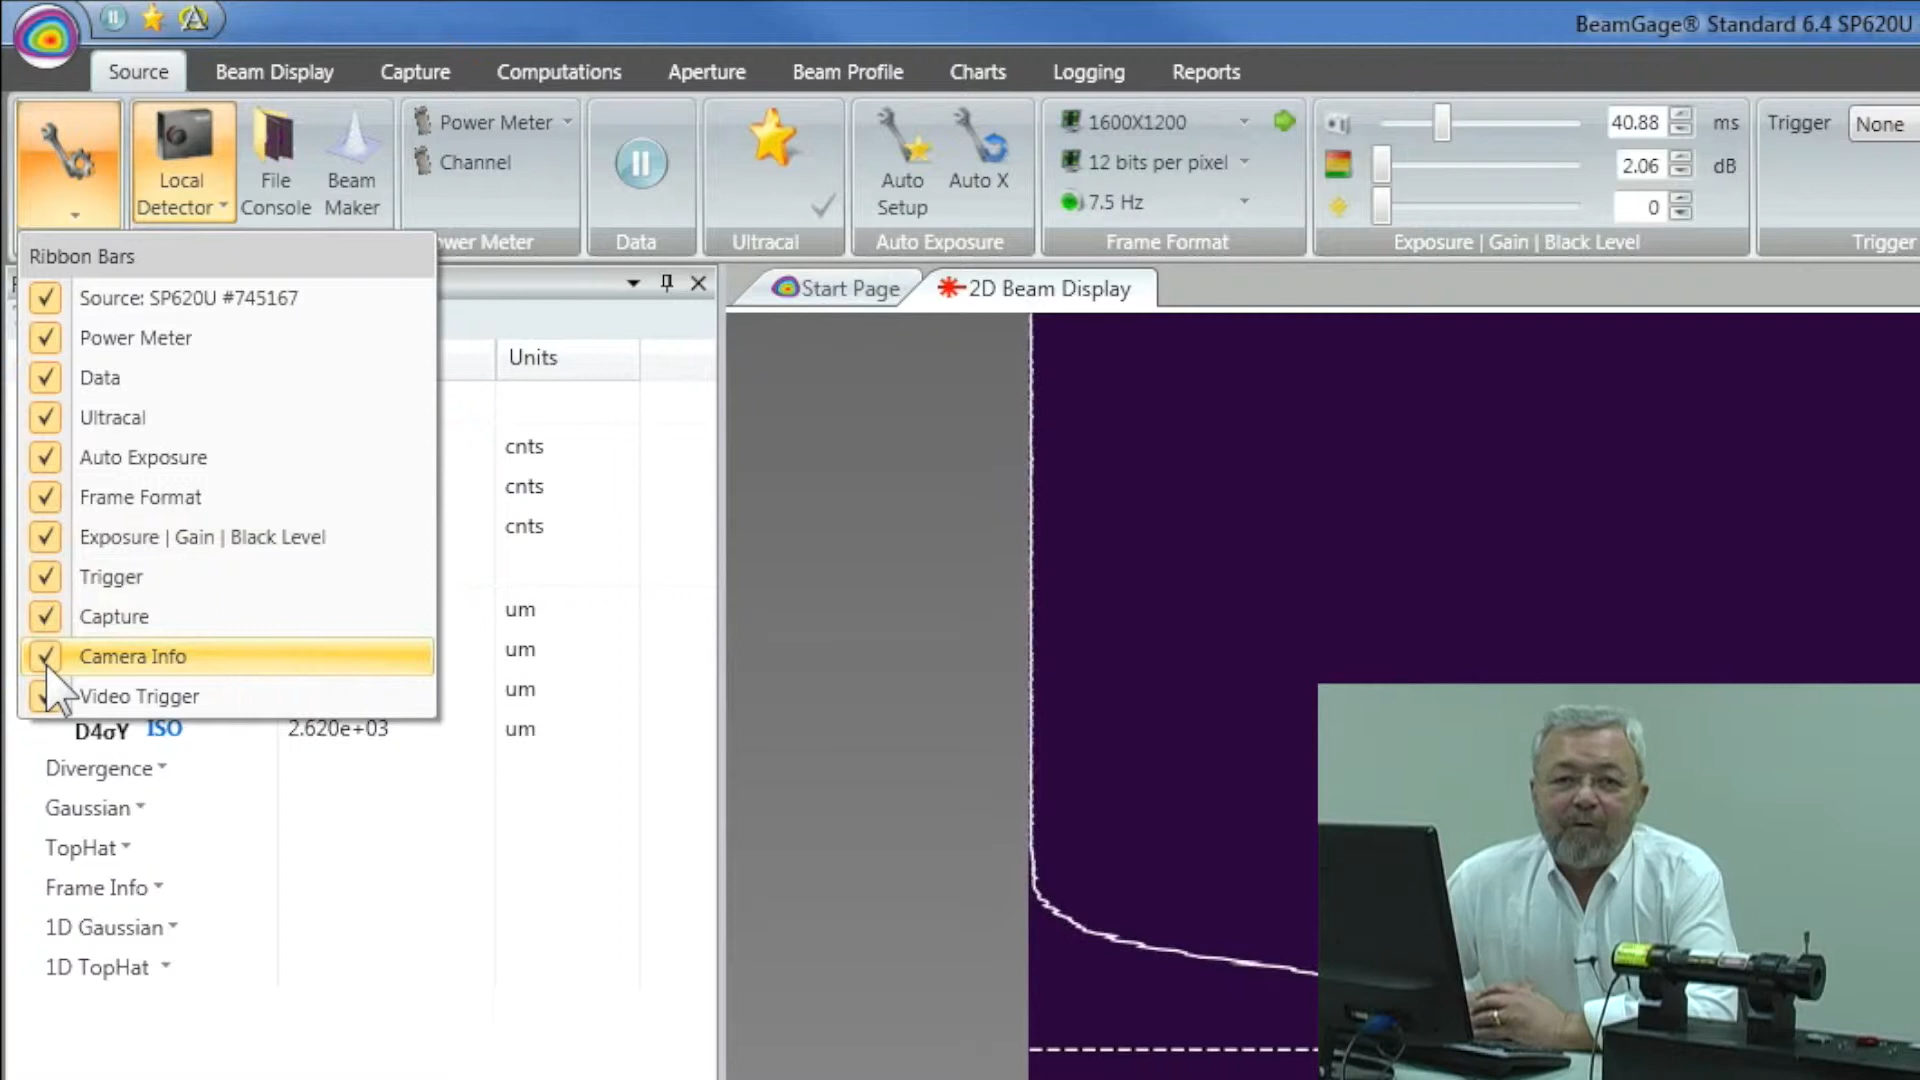 BeamGage® Standard 6.4 SP620U
Source
Beam Display
Capture
Computations
Aperture
Beam Profile
Charts
Logging
Reports
Local
Detector
File
Console
Beam
Maker
Power Meter
Channel
Auto
Setup
Auto X
1600X1200
12 bits per pixel
7.5 Hz
40.88 ms
2.06 dB
0
Trigger None
wer Meter
Data
Ultracal
Auto Exposure
Frame Format
Exposure | Gain | Black Level
Trigger
Ribbon Bars
Source: SP620U #745167
Power Meter
Data
Ultracal
Auto Exposure
Frame Format
Exposure | Gain | Black Level
Trigger
Capture
Camera Info
Video Trigger
Start Page
2D Beam Display
Units
cnts
cnts
cnts
um
um
um
D4σY ISO 2.620e+03 um
Divergence
Gaussian
TopHat
Frame Info
1D Gaussian
1D TopHat